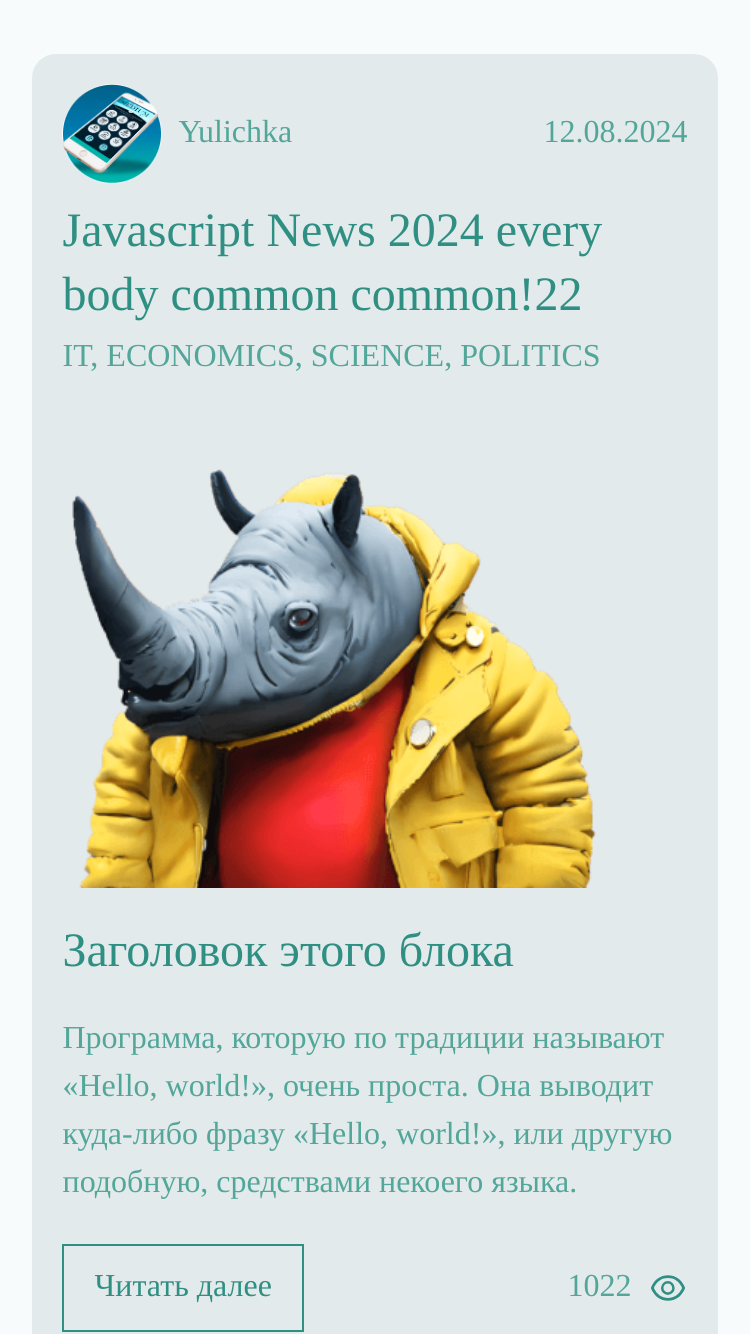 Yulichka
12.08.2024
Javascript News 2024 every
body common common!22
IT, ECONOMICS, SCIENCE, POLITICS
Заголовок этого блока
Программа, которую по традиции называют
«Hello, world!», очень проста. Она выводит
куда-либо фразу «Hello, world!», или другую
подобную, средствами некоего языка.
Читать далее
1022